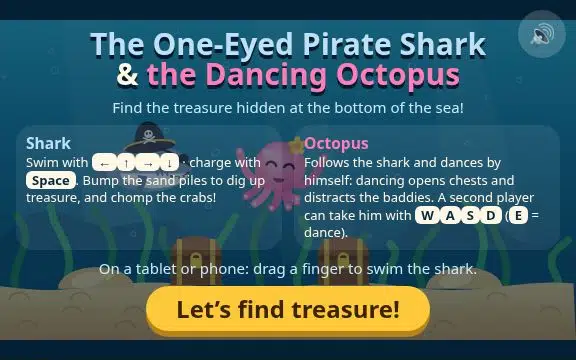 The One-Eyed Pirate Shark
& the Dancing Octopus
Find the treasure hidden at the bottom of the sea!
Shark
Swim with ← ↑ → ↓ · charge with
Space. Bump the sand piles to dig up
treasure, and chomp the crabs!
Octopus
Follows the shark and dances by
himself: dancing opens chests and
distracts the baddies. A second player
can take him with W A S D (E =
dance).
On a tablet or phone: drag a finger to swim the shark.
Let’s find treasure!